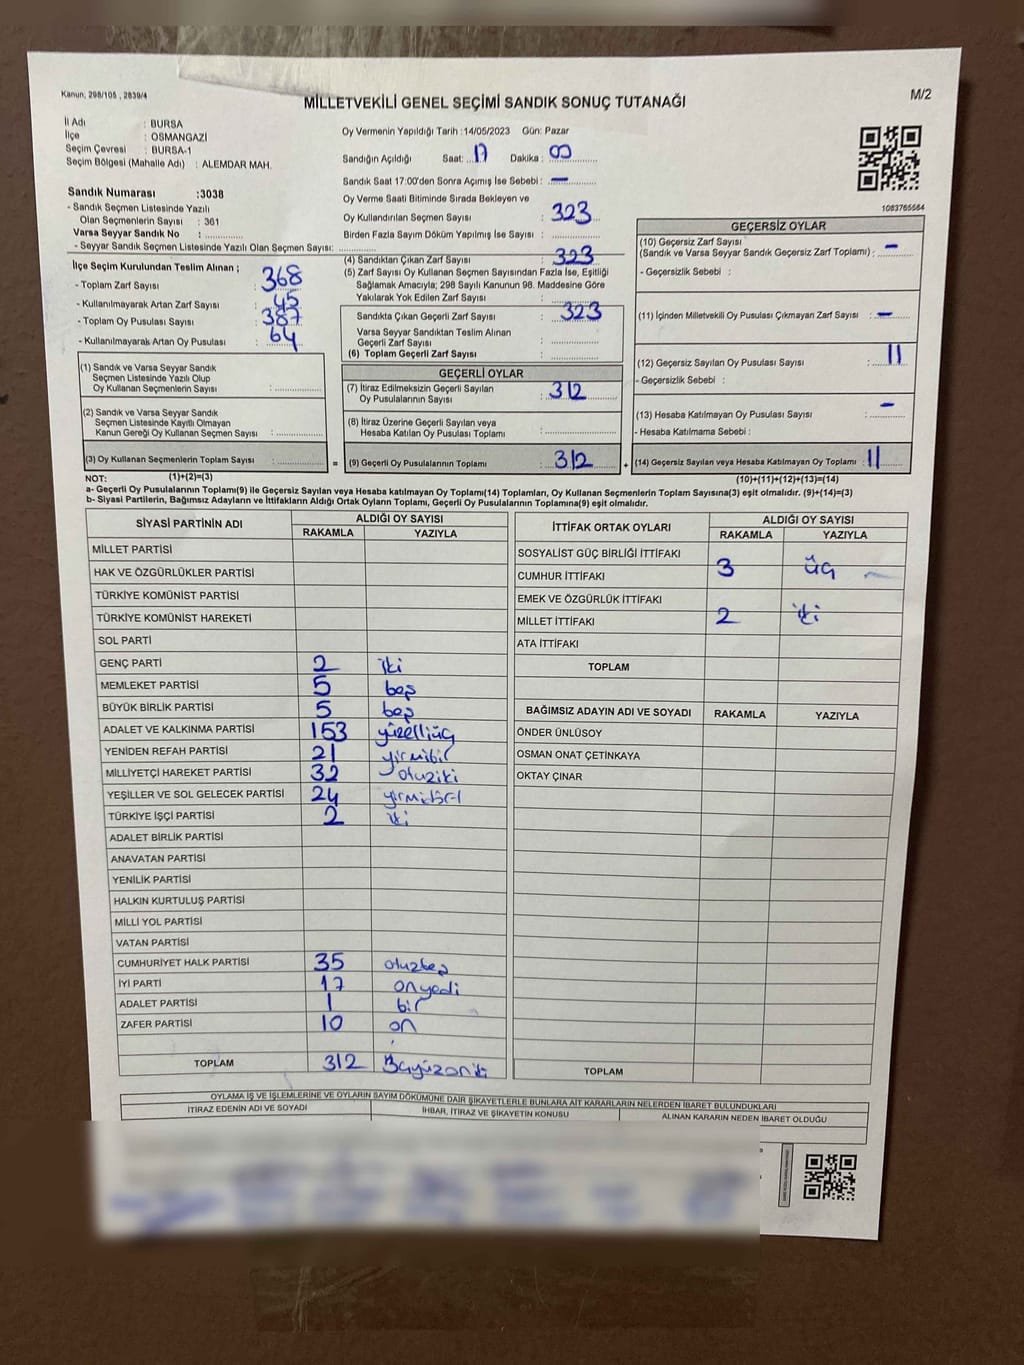 Kanun, 298/105 , 2839/4
MİLLETVEKİLİ GENEL SEÇİMİ SANDIK SONUÇ TUTANAĞI
M/2
İl Adı : BURSA
İlçe : OSMANGAZİ
Seçim Çevresi : BURSA-1
Seçim Bölgesi (Mahalle Adı) : ALEMDAR MAH.
Sandık Numarası :3038
- Sandık Seçmen Listesinde Yazılı
Olan Seçmenlerin Sayısı : 361
Varsa Seyyar Sandık No :
- Seyyar Sandık Seçmen Listesinde Yazılı Olan Seçmen Sayısı:
İlçe Seçim Kurulundan Teslim Alınan ;
- Toplam Zarf Sayısı : 368
- Kullanılmayarak Artan Zarf Sayısı : 45
- Toplam Oy Pusulası Sayısı : 387
- Kullanılmayarak Artan Oy Pusulası : 64
(1) Sandık ve Varsa Seyyar Sandık
Seçmen Listesinde Yazılı Olup
Oy Kullanan Seçmenlerin Sayısı :
(2) Sandık ve Varsa Seyyar Sandık
Seçmen Listesinde Kayıtlı Olmayan
Kanun Gereği Oy Kullanan Seçmen Sayısı :
(3) Oy Kullanan Seçmenlerin Toplam Sayısı :
Oy Vermenin Yapıldığı Tarih :14/05/2023 Gün: Pazar
Sandığın Açıldığı Saat: 17 Dakika : 00
Sandık Saat 17:00'den Sonra Açımış İse Sebebi : —
Oy Verme Saati Bitiminde Sırada Bekleyen ve
Oy Kullandırılan Seçmen Sayısı : 323
Birden Fazla Sayım Döküm Yapılmış İse Sayısı :
(4) Sandıktan Çıkan Zarf Sayısı : 323
(5) Zarf Sayısı Oy Kullanan Seçmen Sayısından Fazla İse, Eşitliği
Sağlamak Amacıyla; 298 Sayılı Kanunun 98. Maddesine Göre
Yakılarak Yok Edilen Zarf Sayısı :
Sandıkta Çıkan Geçerli Zarf Sayısı : 323
Varsa Seyyar Sandıktan Teslim Alınan
Geçerli Zarf Sayısı :
(6) Toplam Geçerli Zarf Sayısı :
GEÇERLİ OYLAR
(7) İtiraz Edilmeksizin Geçerli Sayılan
Oy Pusulalarının Sayısı : 312
(8) İtiraz Üzerine Geçerli Sayılan veya
Hesaba Katılan Oy Pusulası Toplamı :
= (9) Geçerli Oy Pusulalarının Toplamı : 312
1083765584
GEÇERSİZ OYLAR
(10) Geçersiz Zarf Sayısı
(Sandık ve Varsa Seyyar Sandık Geçersiz Zarf Toplamı) : —
- Geçersizlik Sebebi :
(11) İçinden Milletvekili Oy Pusulası Çıkmayan Zarf Sayısı : —
(12) Geçersiz Sayılan Oy Pusulası Sayısı : 11
- Geçersizlik Sebebi :
(13) Hesaba Katılmayan Oy Pusulası Sayısı : —
- Hesaba Katılmama Sebebi :
+ (14) Geçersiz Sayılan veya Hesaba Katılmayan Oy Toplamı : 11
NOT: (1)+(2)=(3) (10)+(11)+(12)+(13)=(14)
a- Geçerli Oy Pusulalarının Toplamı(9) ile Geçersiz Sayılan veya Hesaba katılmayan Oy Toplamı(14) Toplamları, Oy Kullanan Seçmenlerin Toplam Sayısına(3) eşit olmalıdır. (9)+(14)=(3)
b- Siyasi Partilerin, Bağımsız Adayların ve İttifakların Aldığı Ortak Oyların Toplamı, Geçerli Oy Pusulalarının Toplamına(9) eşit olmalıdır.
SİYASİ PARTİNİN ADI ALDIĞI OY SAYISI
RAKAMLA YAZIYLA
MİLLET PARTİSİ
HAK VE ÖZGÜRLÜKLER PARTİSİ
TÜRKİYE KOMÜNİST PARTİSİ
TÜRKİYE KOMÜNİST HAREKETİ
SOL PARTİ
GENÇ PARTİ 2 iki
MEMLEKET PARTİSİ 5 beş
BÜYÜK BİRLİK PARTİSİ 5 beş
ADALET VE KALKINMA PARTİSİ 153 yüzelliüç
YENİDEN REFAH PARTİSİ 21 yirmibir
MİLLİYETÇİ HAREKET PARTİSİ 32 otuziki
YEŞİLLER VE SOL GELECEK PARTİSİ 24 yirmidört
TÜRKİYE İŞÇİ PARTİSİ 2 iki
ADALET BİRLİK PARTİSİ
ANAVATAN PARTİSİ
YENİLİK PARTİSİ
HALKIN KURTULUŞ PARTİSİ
MİLLİ YOL PARTİSİ
VATAN PARTİSİ
CUMHURİYET HALK PARTİSİ 35 otuzbeş
İYİ PARTİ 17 onyedi
ADALET PARTİSİ 1 bir
ZAFER PARTİSİ 10 on
TOPLAM 312 üçyüzoniki
İTTİFAK ORTAK OYLARI ALDIĞI OY SAYISI
RAKAMLA YAZIYLA
SOSYALİST GÜÇ BİRLİĞİ İTTİFAKI
CUMHUR İTTİFAKI 3 üç
EMEK VE ÖZGÜRLÜK İTTİFAKI
MİLLET İTTİFAKI 2 iki
ATA İTTİFAKI
TOPLAM
BAĞIMSIZ ADAYIN ADI VE SOYADI RAKAMLA YAZIYLA
ÖNDER ÜNLÜSOY
OSMAN ONAT ÇETİNKAYA
OKTAY ÇINAR
TOPLAM
OYLAMA İŞ VE İŞLEMLERİNE VE OYLARIN SAYIM DÖKÜMÜNE DAİR ŞİKAYETLERLE BUNLARA AİT KARARLARIN NELERDEN İBARET BULUNDUKLARI
İTİRAZ EDENİN ADI VE SOYADI İHBAR, İTİRAZ VE ŞİKAYETİN KONUSU ALINAN KARARIN NEDEN İBARET OLDUĞU